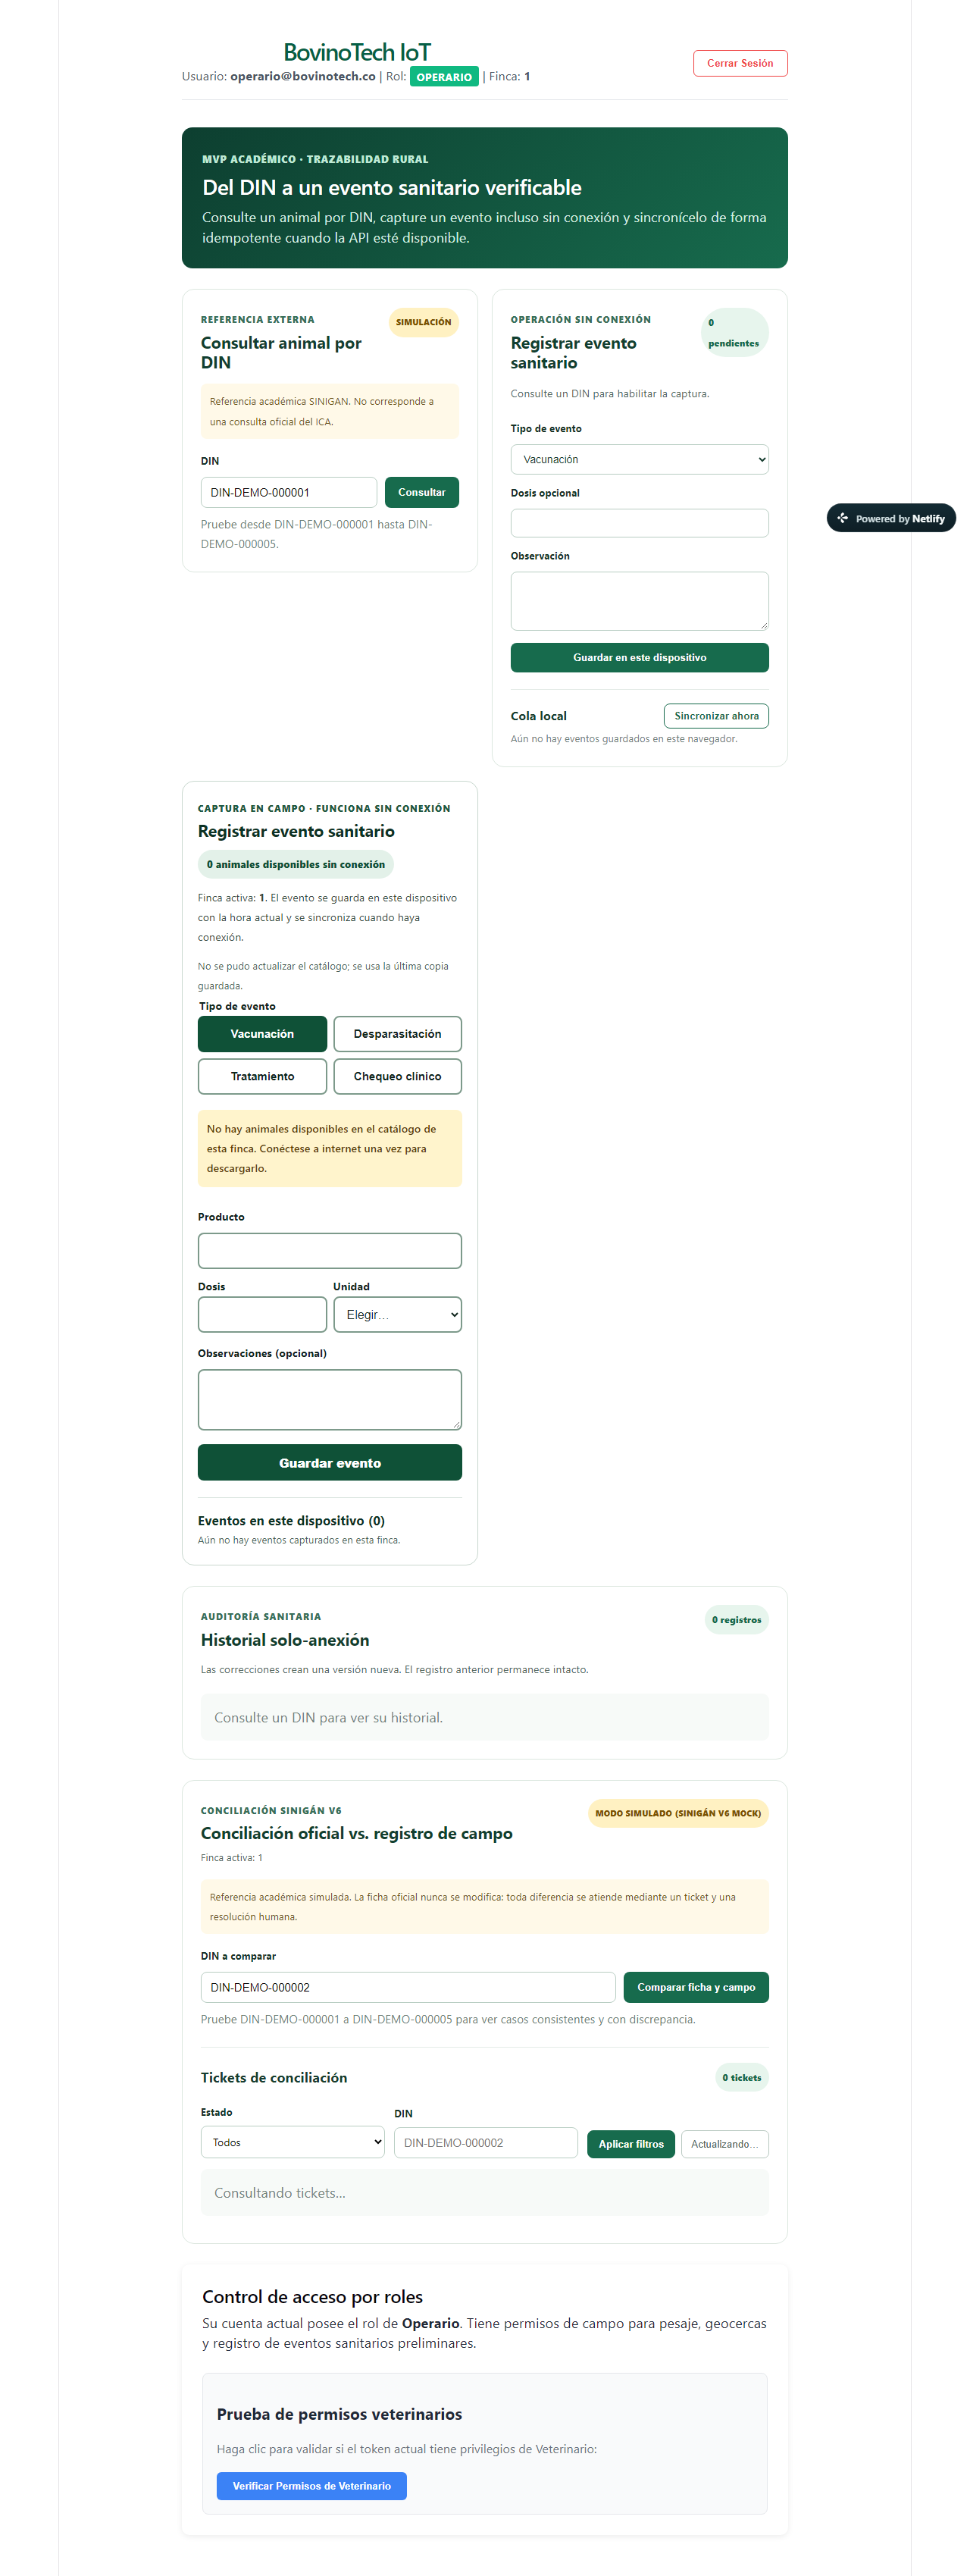 BovinoTech IoT
Usuario: operario@bovinotech.co | Rol: OPERARIO | Finca: 1
Cerrar Sesión
MVP ACADÉMICO · TRAZABILIDAD RURAL
Del DIN a un evento sanitario verificable
Consulte un animal por DIN, capture un evento incluso sin conexión y sincronícelo de forma
idempotente cuando la API esté disponible.
REFERENCIA EXTERNA
SIMULACIÓN
Consultar animal por
DIN
Referencia académica SINIGAN. No corresponde a
una consulta oficial del ICA.
DIN
DIN-DEMO-000001
Consultar
Pruebe desde DIN-DEMO-000001 hasta DIN-
DEMO-000005.
OPERACIÓN SIN CONEXIÓN
0
pendientes
Registrar evento
sanitario
Consulte un DIN para habilitar la captura.
Tipo de evento
Vacunación
Dosis opcional
Observación
Guardar en este dispositivo
Cola local
Sincronizar ahora
Aún no hay eventos guardados en este navegador.
Powered by Netlify
CAPTURA EN CAMPO · FUNCIONA SIN CONEXIÓN
Registrar evento sanitario
0 animales disponibles sin conexión
Finca activa: 1. El evento se guarda en este dispositivo
con la hora actual y se sincroniza cuando haya
conexión.
No se pudo actualizar el catálogo; se usa la última copia
guardada.
Tipo de evento
Vacunación
Desparasitación
Tratamiento
Chequeo clínico
No hay animales disponibles en el catálogo de
esta finca. Conéctese a internet una vez para
descargarlo.
Producto
Dosis
Unidad
Elegir...
Observaciones (opcional)
Guardar evento
Eventos en este dispositivo (0)
Aún no hay eventos capturados en esta finca.
AUDITORÍA SANITARIA
0 registros
Historial solo-anexión
Las correcciones crean una versión nueva. El registro anterior permanece intacto.
Consulte un DIN para ver su historial.
CONCILIACIÓN SINIGÁN V6
MODO SIMULADO (SINIGÁN V6 MOCK)
Conciliación oficial vs. registro de campo
Finca activa: 1
Referencia académica simulada. La ficha oficial nunca se modifica: toda diferencia se atiende mediante un ticket y una
resolución humana.
DIN a comparar
DIN-DEMO-000002
Comparar ficha y campo
Pruebe DIN-DEMO-000001 a DIN-DEMO-000005 para ver casos consistentes y con discrepancia.
Tickets de conciliación
0 tickets
Estado
DIN
Todos
DIN-DEMO-000002
Aplicar filtros
Actualizando...
Consultando tickets...
Control de acceso por roles
Su cuenta actual posee el rol de Operario. Tiene permisos de campo para pesaje, geocercas
y registro de eventos sanitarios preliminares.
Prueba de permisos veterinarios
Haga clic para validar si el token actual tiene privilegios de Veterinario:
Verificar Permisos de Veterinario